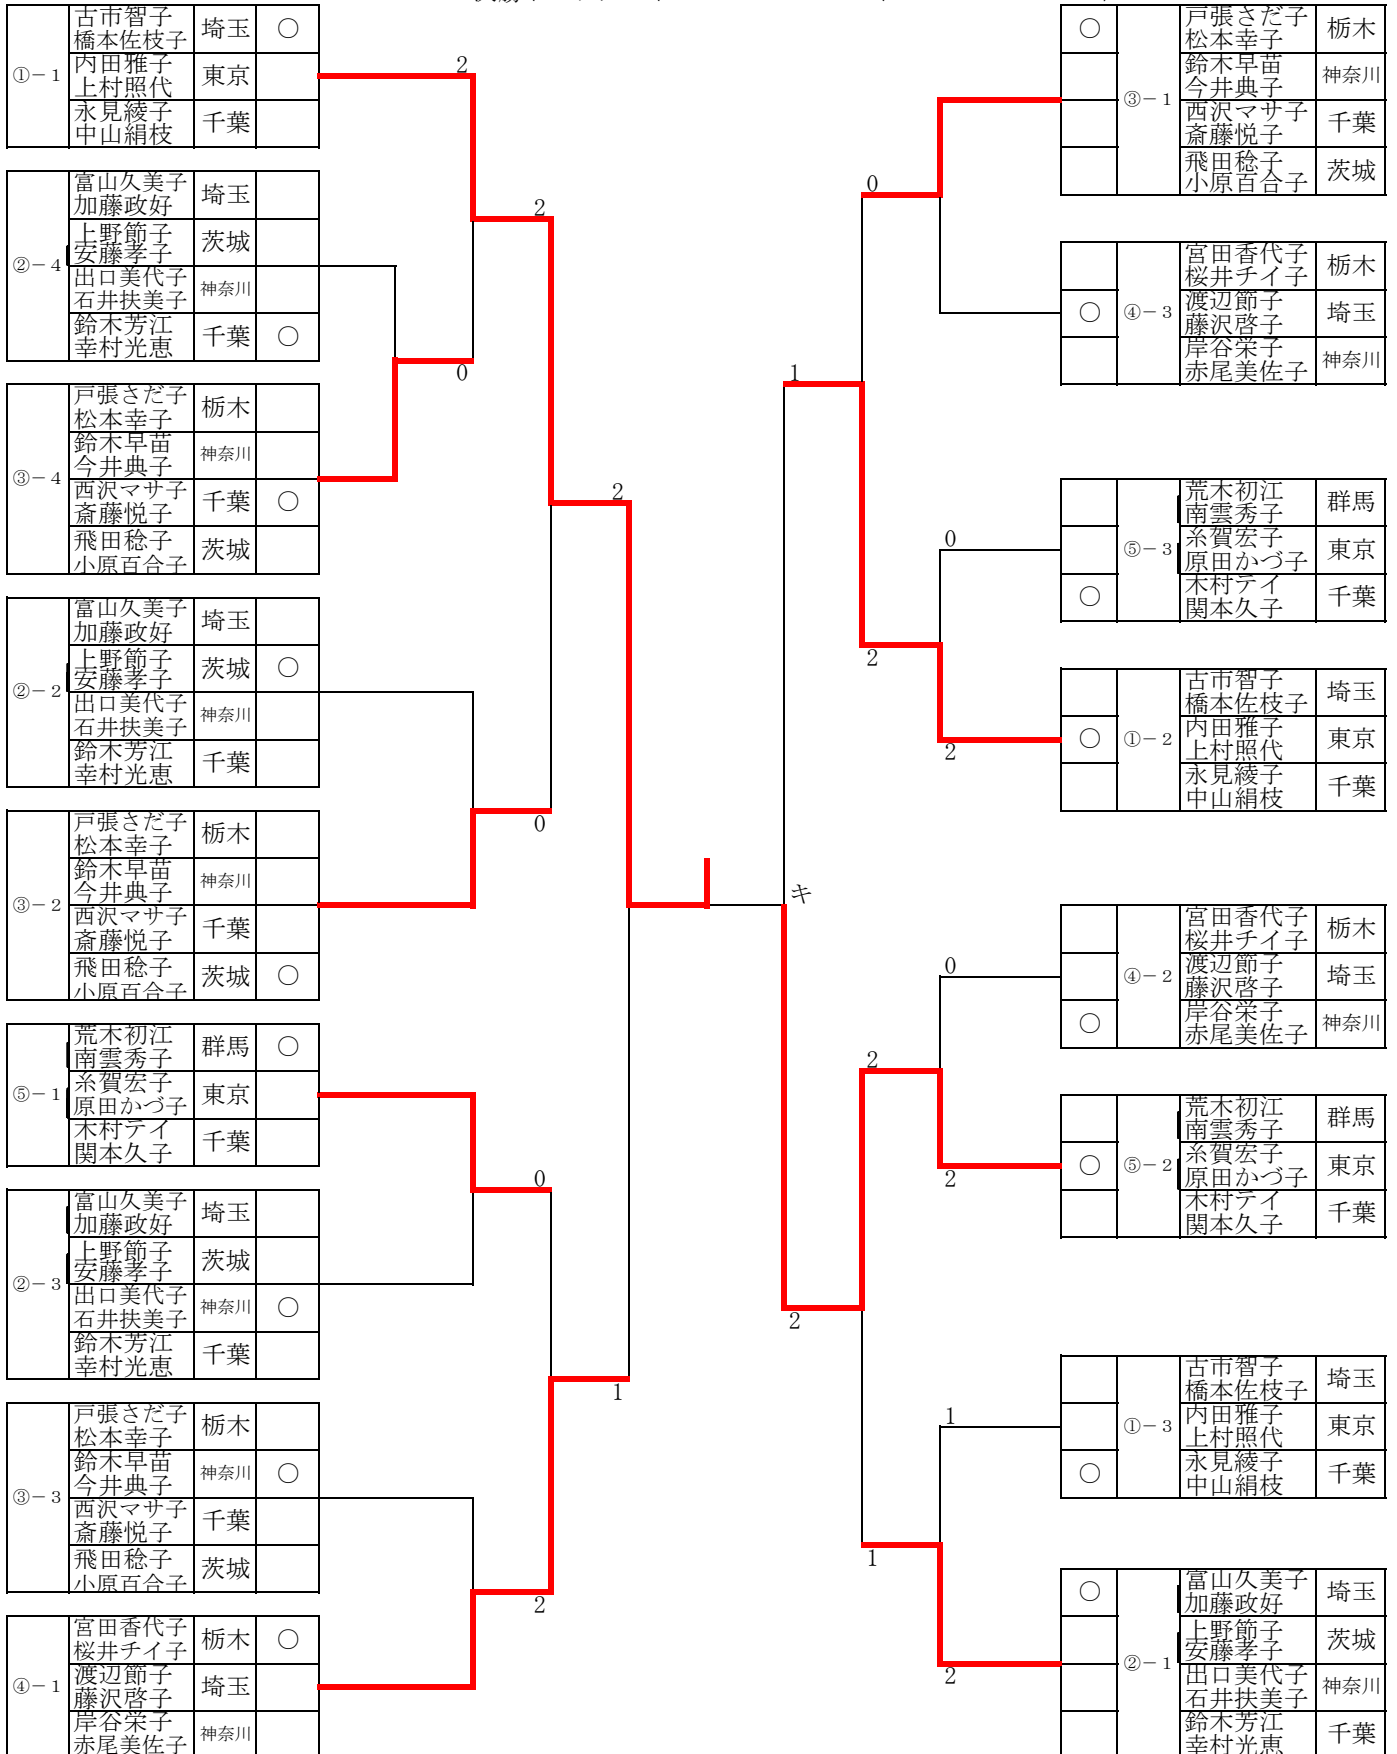 ①-1
古市智子
橋本佐枝子
埼玉 ○
内田雅子
上村照代
東京
永見綾子
中山絹枝
千葉
②-4
富山久美子
加藤政好
埼玉
上野節子
安藤孝子
茨城
出口美代子
石井扶美子
神奈川
鈴木芳江
幸村光恵
千葉 ○
③-4
戸張さだ子
松本幸子
栃木
鈴木早苗
今井典子
神奈川
西沢マサ子
斎藤悦子
千葉 ○
飛田稔子
小原百合子
茨城
②-2
富山久美子
加藤政好
埼玉
上野節子
安藤孝子
茨城 ○
出口美代子
石井扶美子
神奈川
鈴木芳江
幸村光恵
千葉
③-2
戸張さだ子
松本幸子
栃木
鈴木早苗
今井典子
神奈川
西沢マサ子
斎藤悦子
千葉
飛田稔子
小原百合子
茨城 ○
⑤-1
荒木初江
南雲秀子
群馬 ○
糸賀宏子
原田かづ子
東京
木村テイ
関本久子
千葉
②-3
富山久美子
加藤政好
埼玉
上野節子
安藤孝子
茨城
出口美代子
石井扶美子
神奈川 ○
鈴木芳江
幸村光恵
千葉
③-3
戸張さだ子
松本幸子
栃木
鈴木早苗
今井典子
神奈川 ○
西沢マサ子
斎藤悦子
千葉
飛田稔子
小原百合子
茨城
④-1
宮田香代子
桜井チイ子
栃木 ○
渡辺節子
藤沢啓子
埼玉
岸谷栄子
赤尾美佐子
神奈川
2
2
0
2
0
0
1
2
キ
0
1
0
2
2
0
2
2
2
1
1
2
○ ③-1
戸張さだ子
松本幸子
栃木
鈴木早苗
今井典子
神奈川
西沢マサ子
斎藤悦子
千葉
飛田稔子
小原百合子
茨城
④-3
宮田香代子
桜井チイ子
栃木
○
渡辺節子
藤沢啓子
埼玉
岸谷栄子
赤尾美佐子
神奈川
⑤-3
荒木初江
南雲秀子
群馬
糸賀宏子
原田かづ子
東京
○
木村テイ
関本久子
千葉
①-2
古市智子
橋本佐枝子
埼玉
○
内田雅子
上村照代
東京
永見綾子
中山絹枝
千葉
④-2
宮田香代子
桜井チイ子
栃木
渡辺節子
藤沢啓子
埼玉
○
岸谷栄子
赤尾美佐子
神奈川
⑤-2
荒木初江
南雲秀子
群馬
○
糸賀宏子
原田かづ子
東京
木村テイ
関本久子
千葉
①-3
古市智子
橋本佐枝子
埼玉
内田雅子
上村照代
東京
○
永見綾子
中山絹枝
千葉
②-1
○
富山久美子
加藤政好
埼玉
上野節子
安藤孝子
茨城
出口美代子
石井扶美子
神奈川
鈴木芳江
幸村光恵
千葉